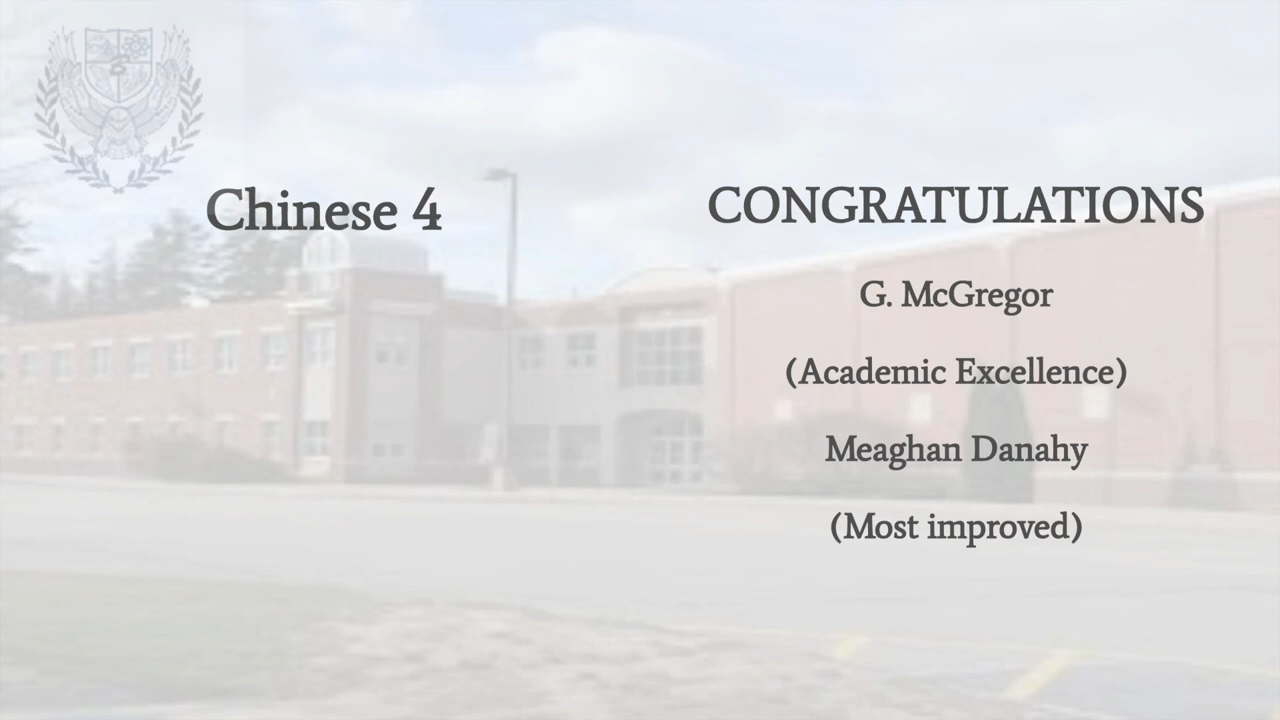 Chinese 4
CONGRATULATIONS
G. McGregor
(Academic Excellence)
Meaghan Danahy
(Most improved)